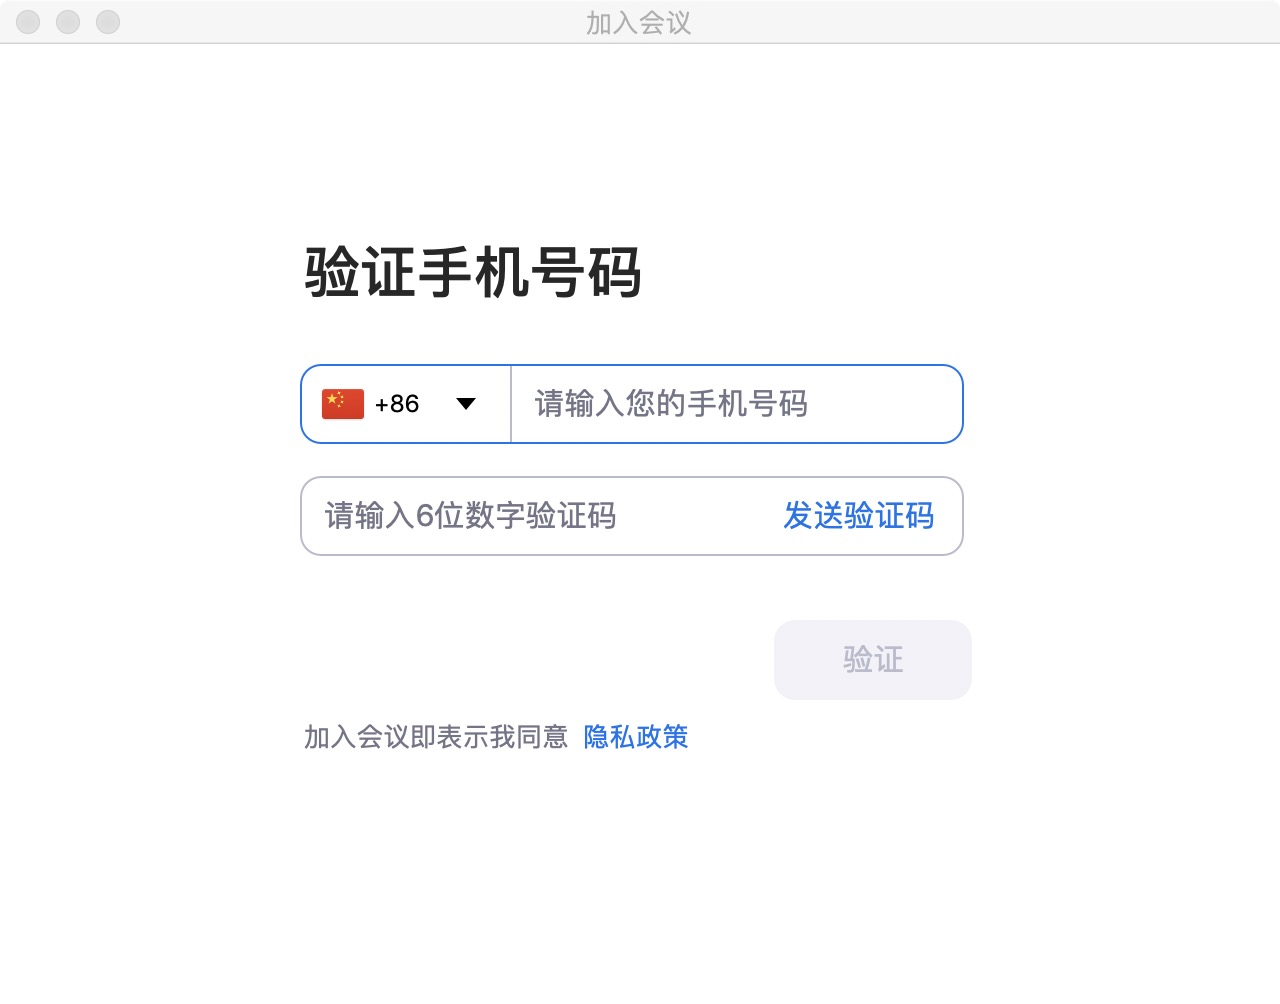 加入会议
验证手机号码
+86 请输入您的手机号码
请输入6位数字验证码 发送验证码
验证
加入会议即表示我同意 隐私政策